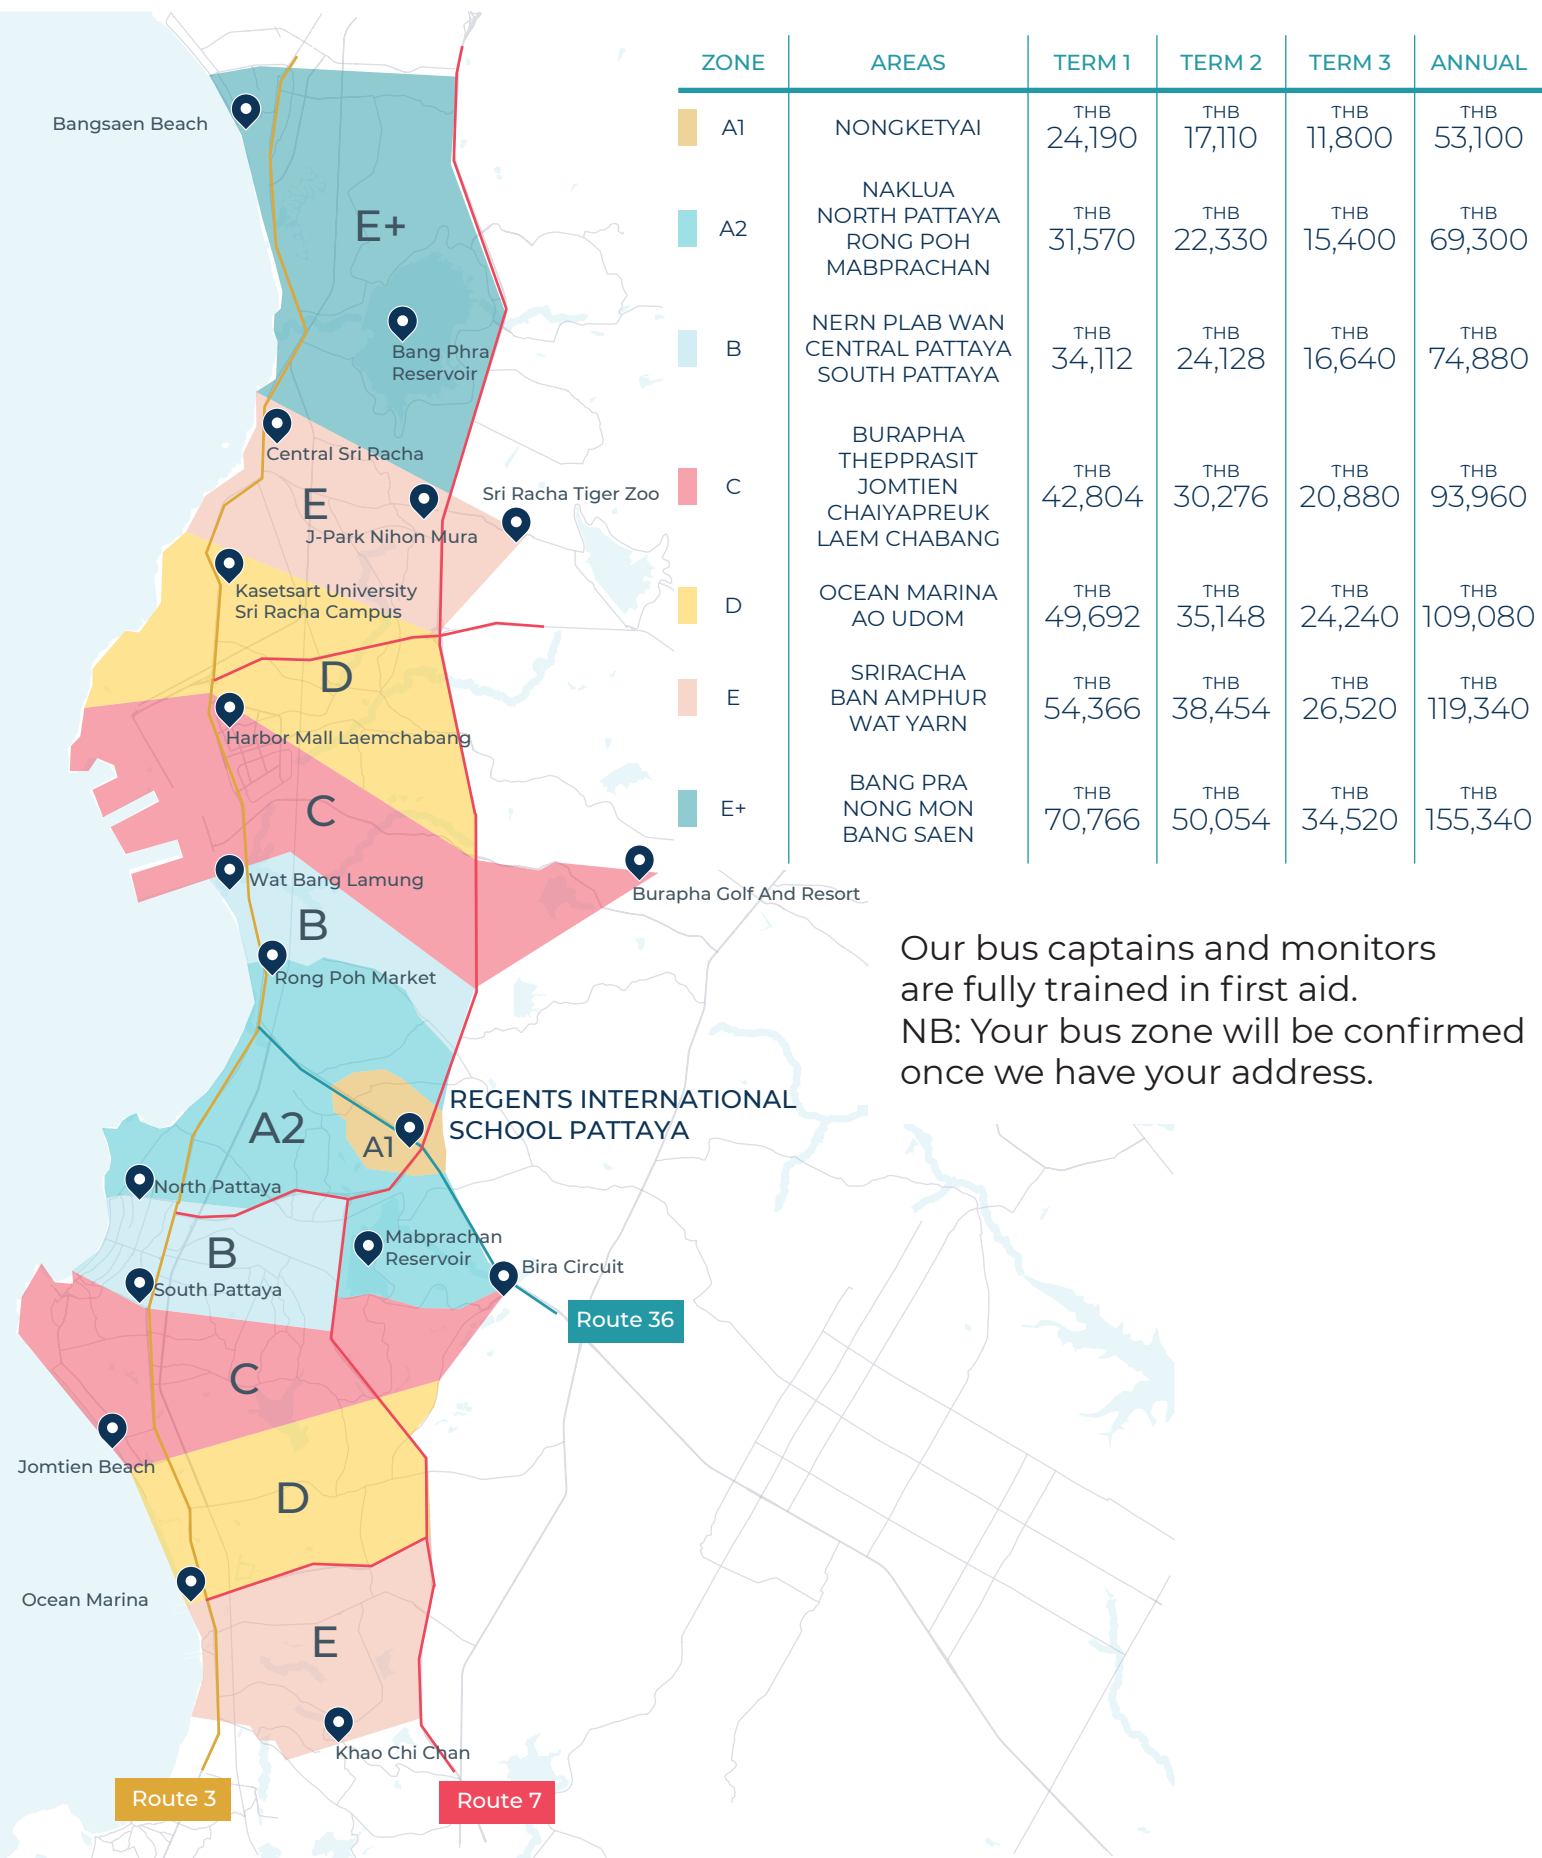 ZONE AREAS TERM 1 TERM 2 TERM 3 ANNUAL
A1 NONGKETYAI THB 24,190 THB 17,110 THB 11,800 THB 53,100
NAKLUA
NORTH PATTAYA
RONG POH
MABPRACHAN
A2 THB 31,570 THB 22,330 THB 15,400 THB 69,300
NERN PLAB WAN
CENTRAL PATTAYA
SOUTH PATTAYA
B THB 34,112 THB 24,128 THB 16,640 THB 74,880
BURAPHA
THEPPRASIT
JOMTIEN
CHAIYAPREUK
LAEM CHABANG
C THB 42,804 THB 30,276 THB 20,880 THB 93,960
OCEAN MARINA
AO UDOM
D THB 49,692 THB 35,148 THB 24,240 THB 109,080
SRIRACHA
BAN AMPHUR
WAT YARN
E THB 54,366 THB 38,454 THB 26,520 THB 119,340
BANG PRA
NONG MON
BANG SAEN
E+ THB 70,766 THB 50,054 THB 34,520 THB 155,340
Our bus captains and monitors
are fully trained in first aid.
NB: Your bus zone will be confirmed
once we have your address.
Bangsaen Beach
E+
Bang Phra
Reservoir
Central Sri Racha
E
Sri Racha Tiger Zoo
J-Park Nihon Mura
Kasetsart University
Sri Racha Campus
D
Harbor Mall Laemchabang
C
Wat Bang Lamung
Burapha Golf And Resort
B
Rong Poh Market
REGENTS INTERNATIONAL
SCHOOL PATTAYA
A2
A1
North Pattaya
Mabprachan
Reservoir
B
Bira Circuit
South Pattaya
Route 36
C
Jomtien Beach
D
Ocean Marina
E
Khao Chi Chan
Route 3
Route 7